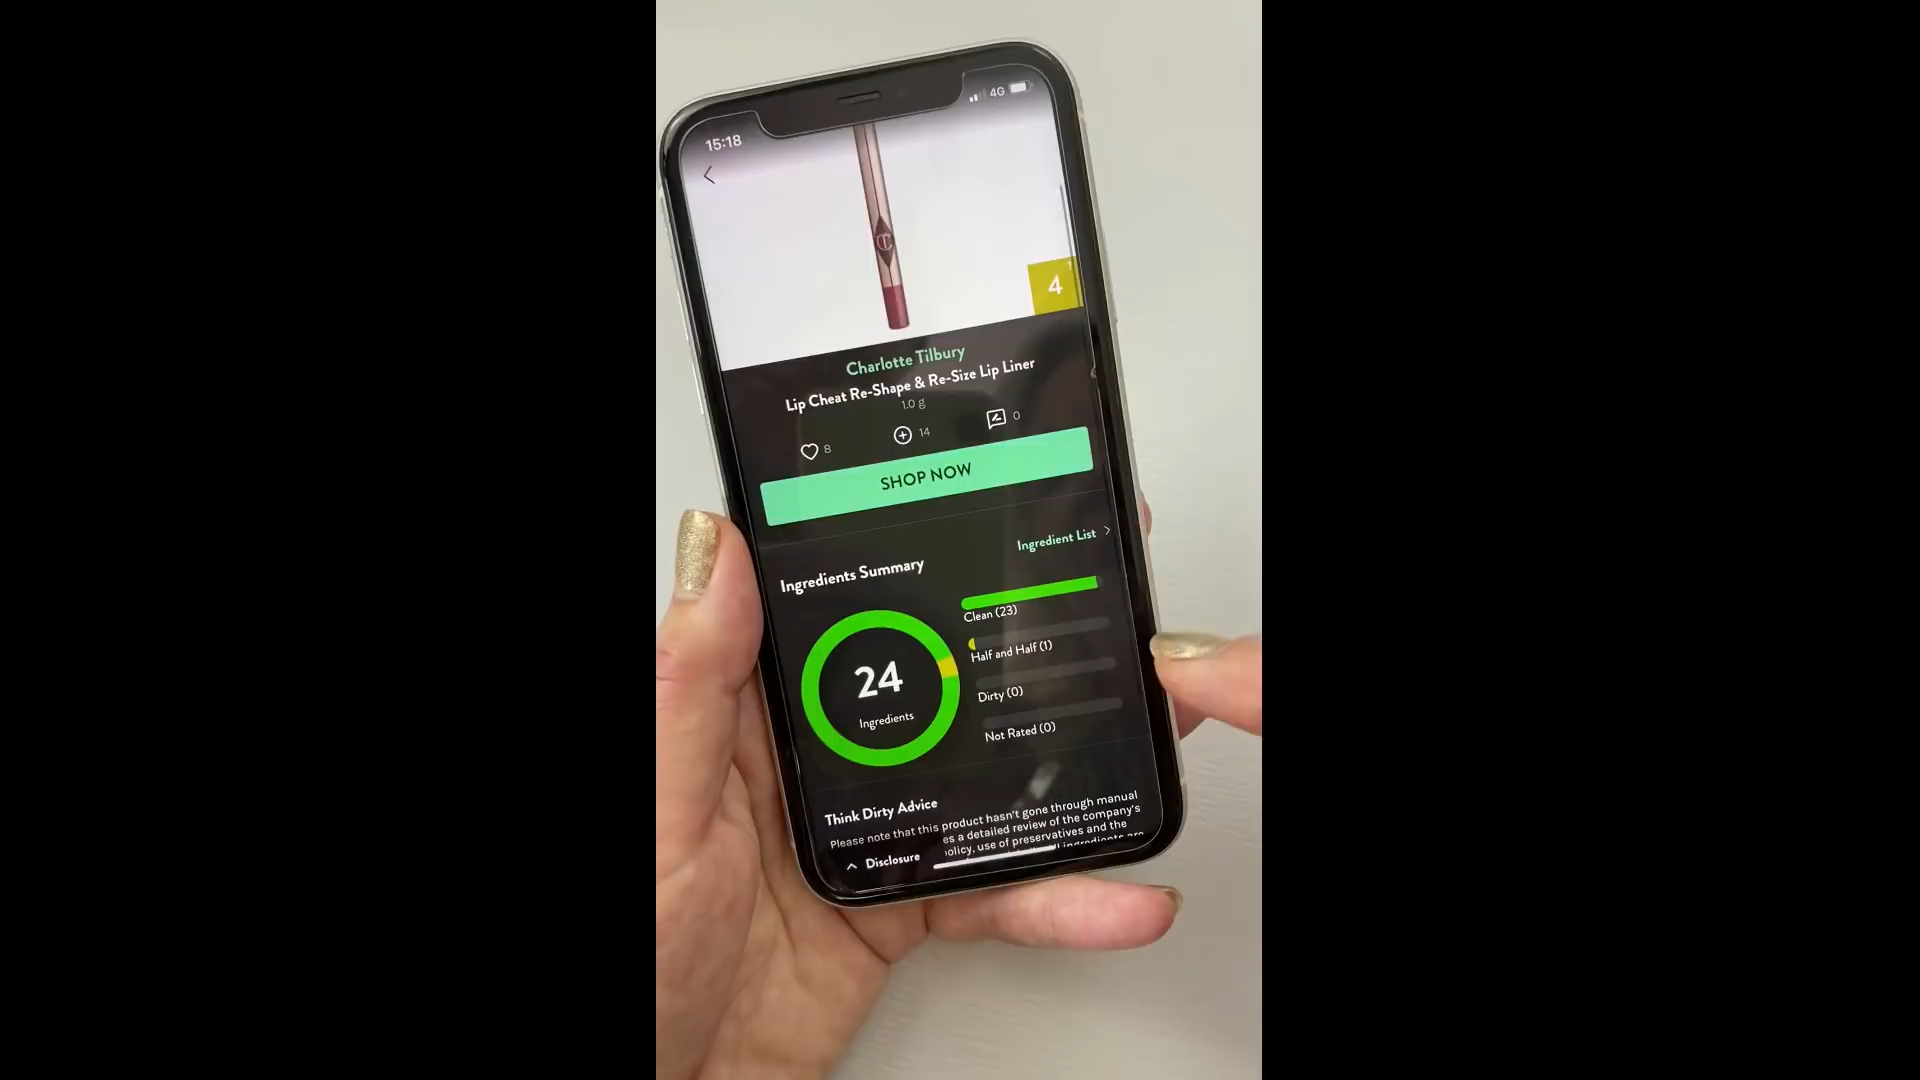 15:18
4G
4
Charlotte Tilbury
Lip Cheat Re-Shape & Re-Size Lip Liner
1.0 g
8
14
0
SHOP NOW
Ingredient List >
Ingredients Summary
24
Ingredients
Clean (23)
Half and Half (1)
Dirty (0)
Not Rated (0)
Think Dirty Advice
Please note that this product hasn't gone through manual
es a detailed review of the company's
olicy, use of preservatives and the
Disclosure